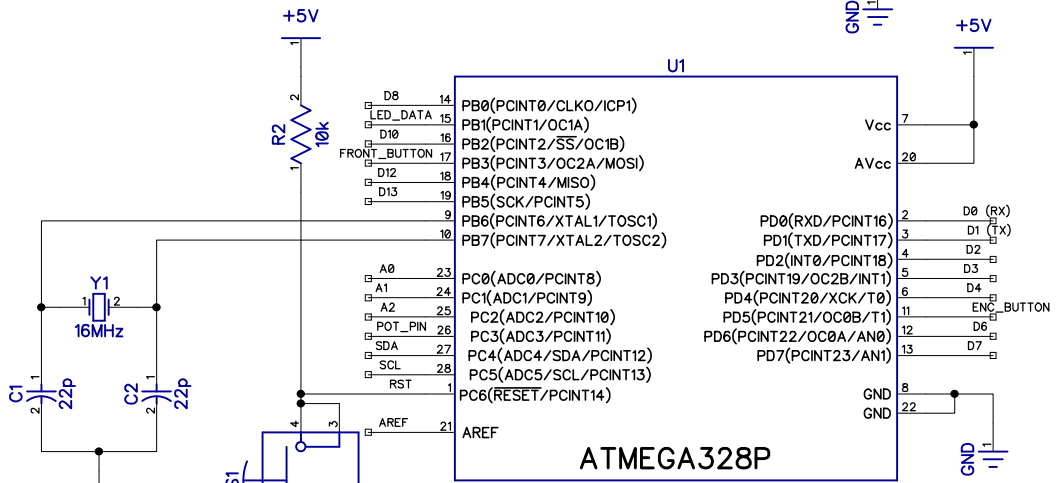 GND 1
+5V
1
2
R2
10k
1
+5V
1
U1
D8 14 PB0(PCINT0/CLKO/ICP1)
LED_DATA 15 PB1(PCINT1/OC1A)
D10 16 PB2(PCINT2/SS/OC1B)
FRONT_BUTTON 17 PB3(PCINT3/OC2A/MOSI)
D12 18 PB4(PCINT4/MISO)
D13 19 PB5(SCK/PCINT5)
9 PB6(PCINT6/XTAL1/TOSC1)
10 PB7(PCINT7/XTAL2/TOSC2)
A0 23 PC0(ADC0/PCINT8)
A1 24 PC1(ADC1/PCINT9)
A2 25 PC2(ADC2/PCINT10)
POT_PIN 26 PC3(ADC3/PCINT11)
SDA 27 PC4(ADC4/SDA/PCINT12)
SCL 28 PC5(ADC5/SCL/PCINT13)
RST 1 PC6(RESET/PCINT14)
AREF 21 AREF
Vcc 7
AVcc 20
PD0(RXD/PCINT16) 2 D0 (RX)
PD1(TXD/PCINT17) 3 D1 (TX)
PD2(INT0/PCINT18) 4 D2
PD3(PCINT19/OC2B/INT1) 5 D3
PD4(PCINT20/XCK/T0) 6 D4
PD5(PCINT21/OC0B/T1) 11 ENC_BUTTON
PD6(PCINT22/OC0A/AN0) 12 D6
PD7(PCINT23/AN1) 13 D7
GND 8
GND 22
GND 1
ATMEGA328P
Y1
1 2
16MHz
C1 1 2 22p
C2 1 2 22p
4 3
S1